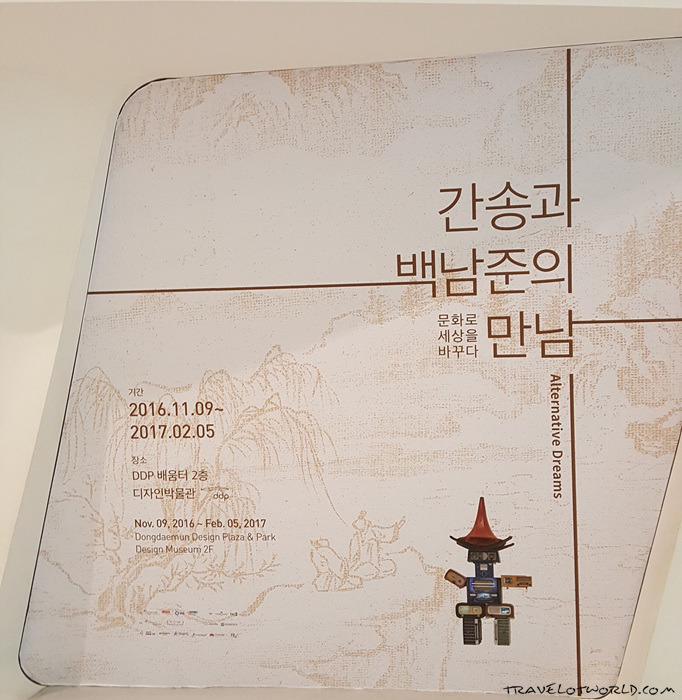 간송과
백남준의
만남
문화로
세상을
바꾸다
Alternative Dreams
기간
2016.11.09~
2017.02.05
장소
DDP 배움터 2층
디자인박물관 ddp
Nov. 09, 2016 ~ Feb. 05, 2017
Dongdaemun Design Plaza & Park
Design Museum 2F
TRAVELOFWORLD.COM